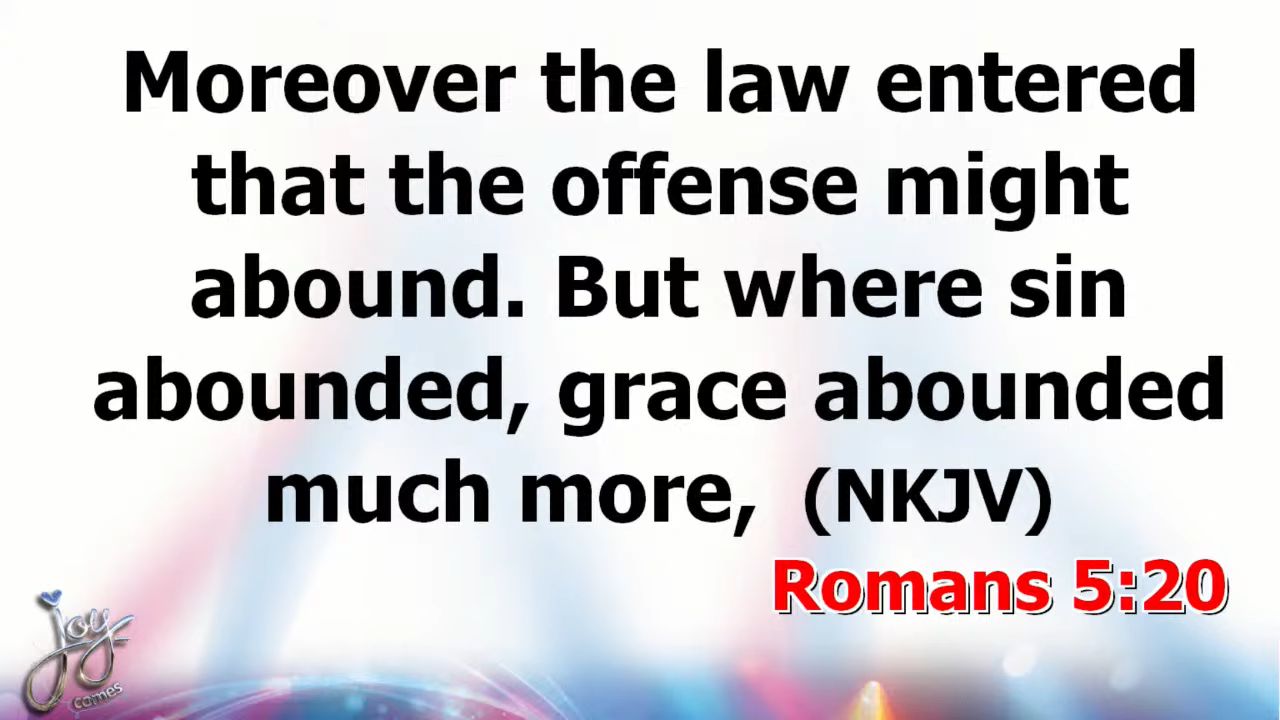 Moreover the law entered
that the offense might
abound. But where sin
abounded, grace abounded
much more, (NKJV)
Romans 5:20
Joy
comes